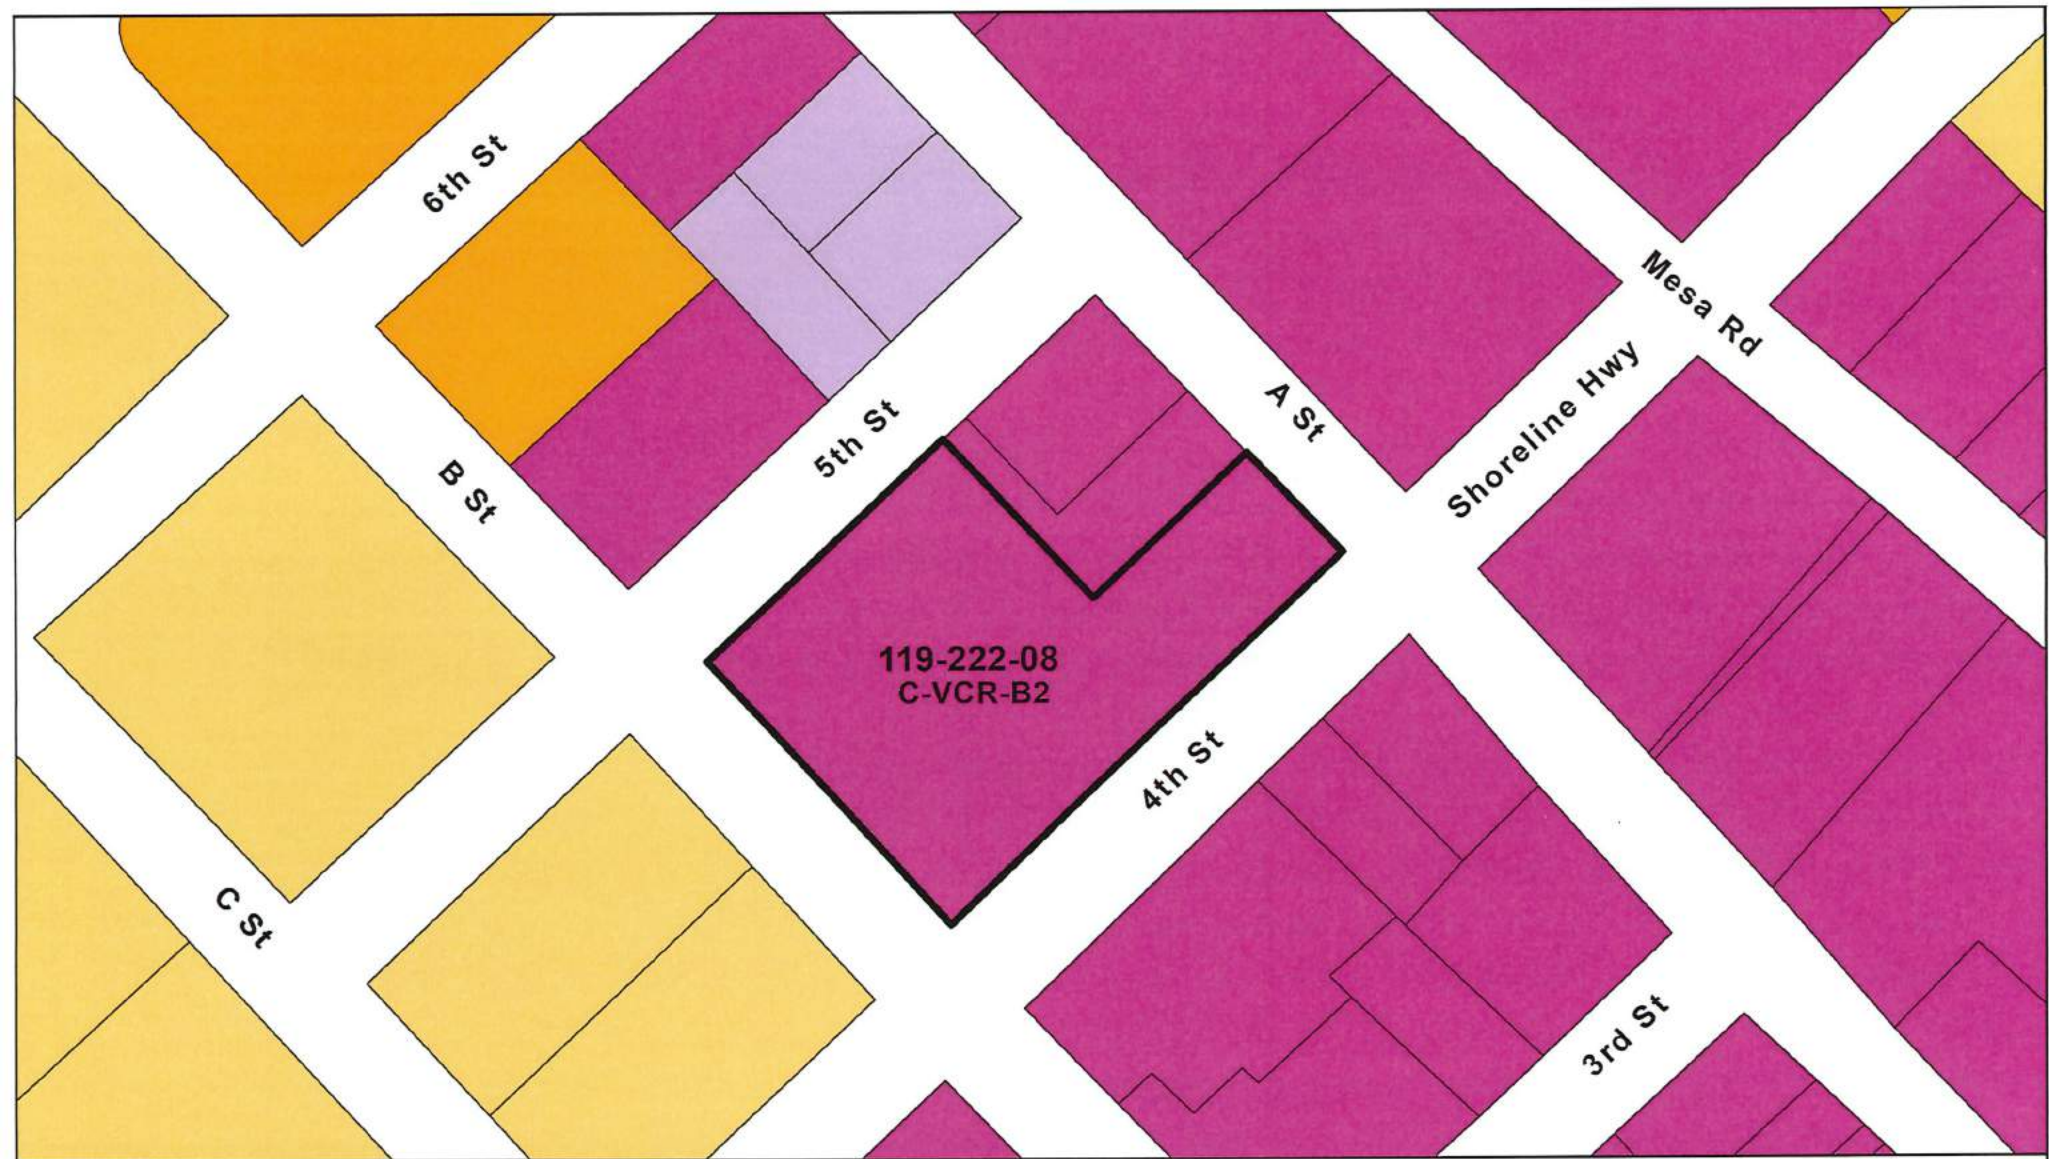 6th St
Mesa Rd
Shoreline Hwy
A St
5th St
B St
119-222-08
C-VCR-B2
4th St
C St
3rd St